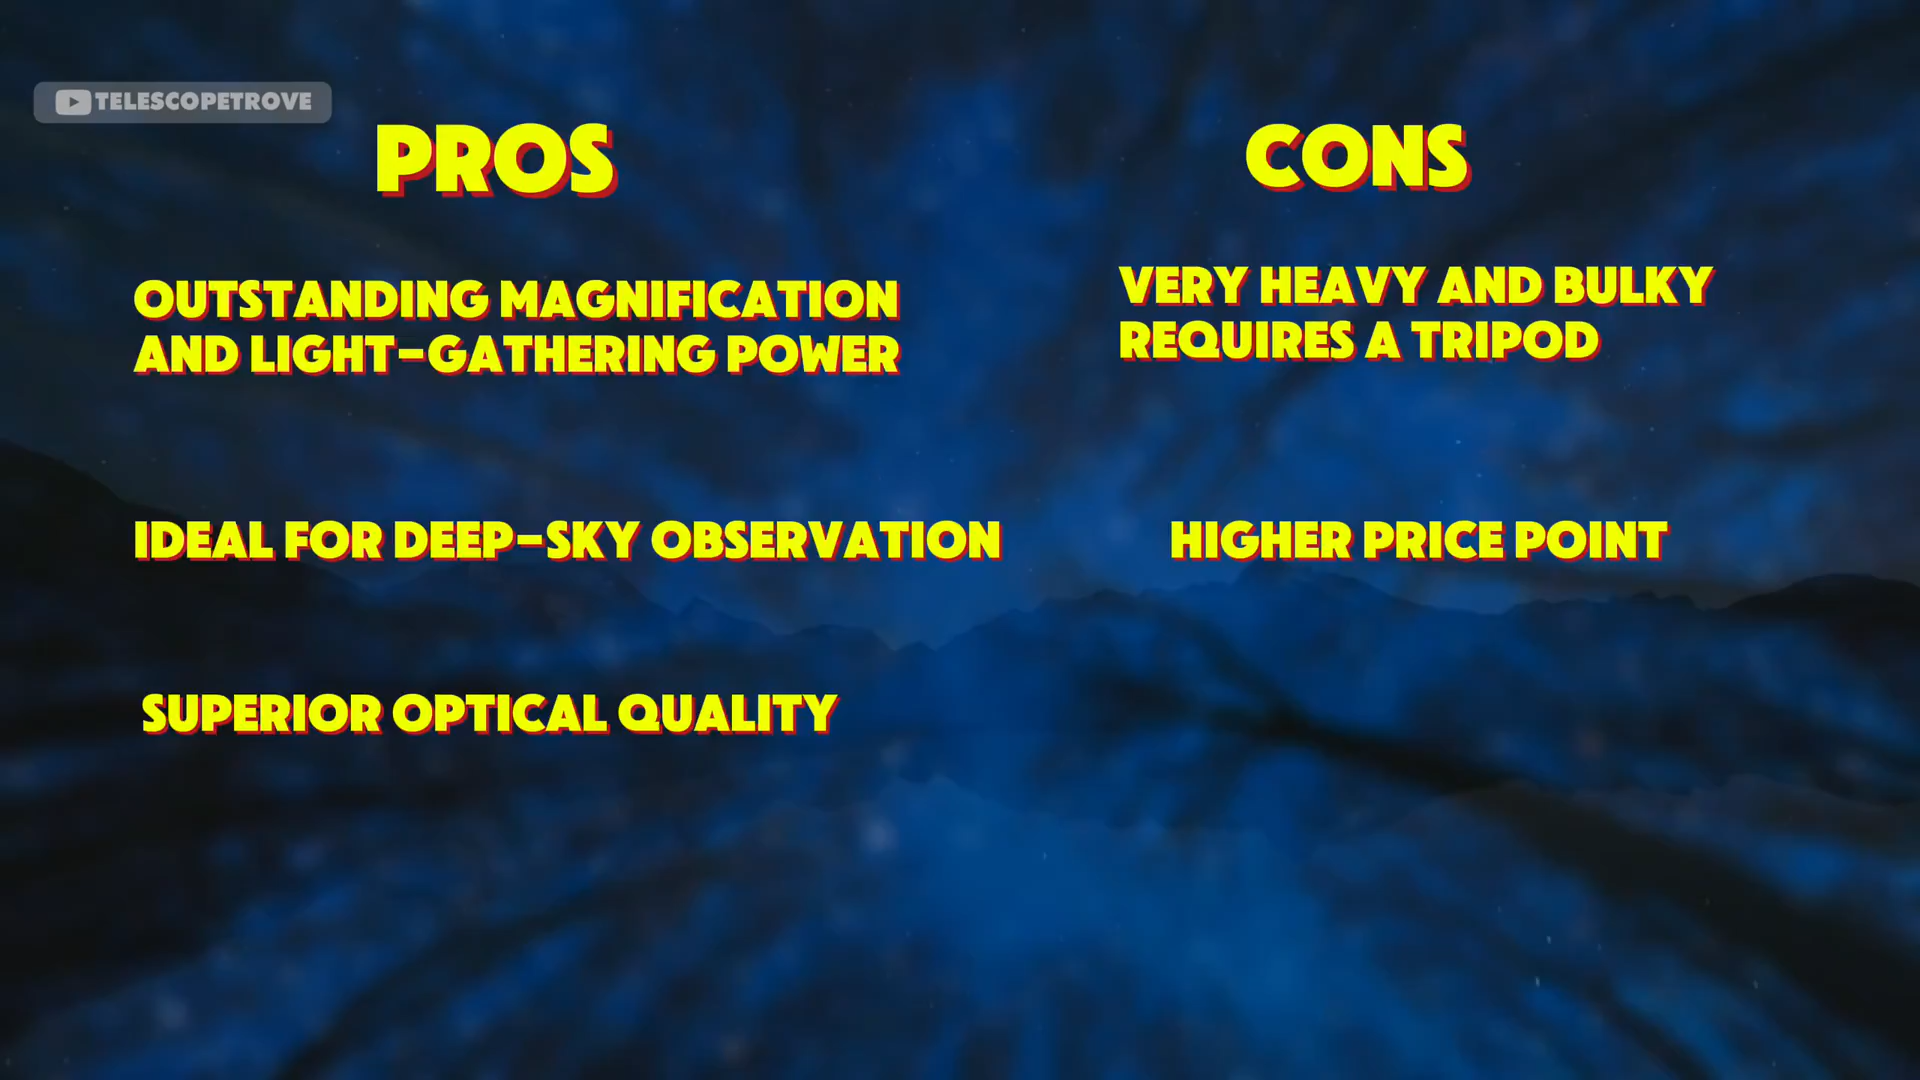 TELESCOPETROVE
PROS
OUTSTANDING MAGNIFICATION
AND LIGHT-GATHERING POWER
IDEAL FOR DEEP-SKY OBSERVATION
SUPERIOR OPTICAL QUALITY
CONS
VERY HEAVY AND BULKY
REQUIRES A TRIPOD
HIGHER PRICE POINT